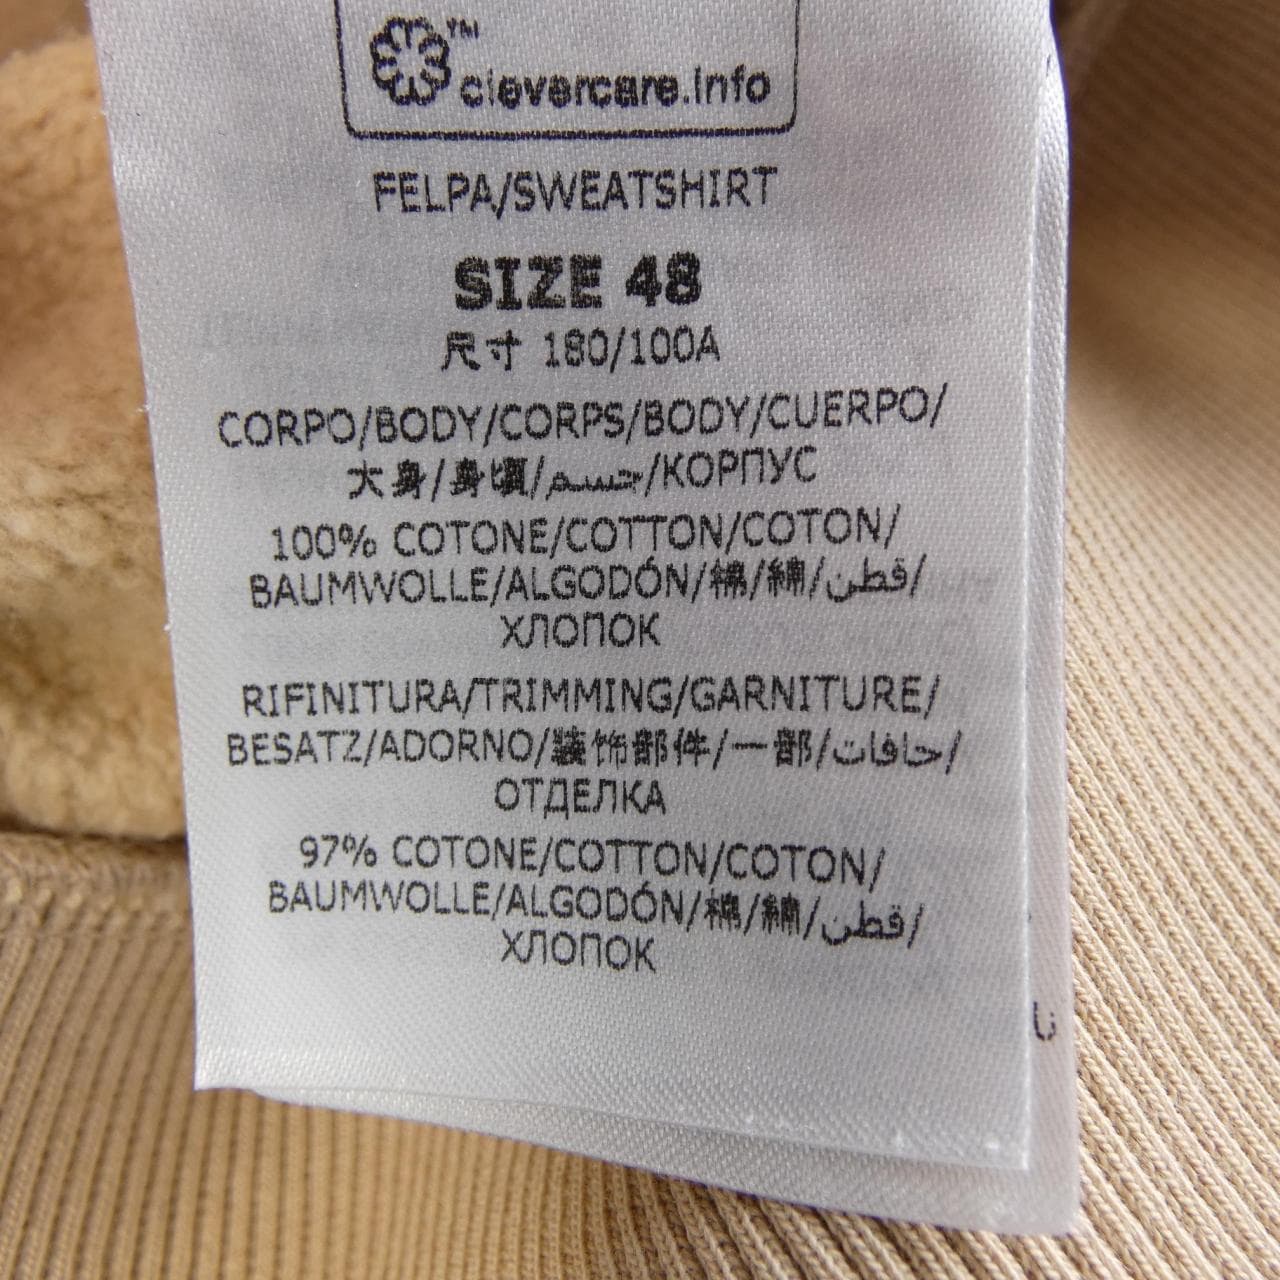 clevercare.info™
FELPA/SWEATSHIRT
SIZE 48
尺寸 180/100A
CORPO/BODY/CORPS/BODY/CUERPO/
大身/身頃/جسم/КОРПУС
100% COTONE/COTTON/COTON/
BAUMWOLLE/ALGODÓN/棉/綿/قطن/
ХЛОПОК
RIFINITURA/TRIMMING/GARNITURE/
BESATZ/ADORNO/装饰部件/一部/حافات/
ОТДЕЛКА
97% COTONE/COTTON/COTON/
BAUMWOLLE/ALGODÓN/棉/綿/قطن/
ХЛОПОК